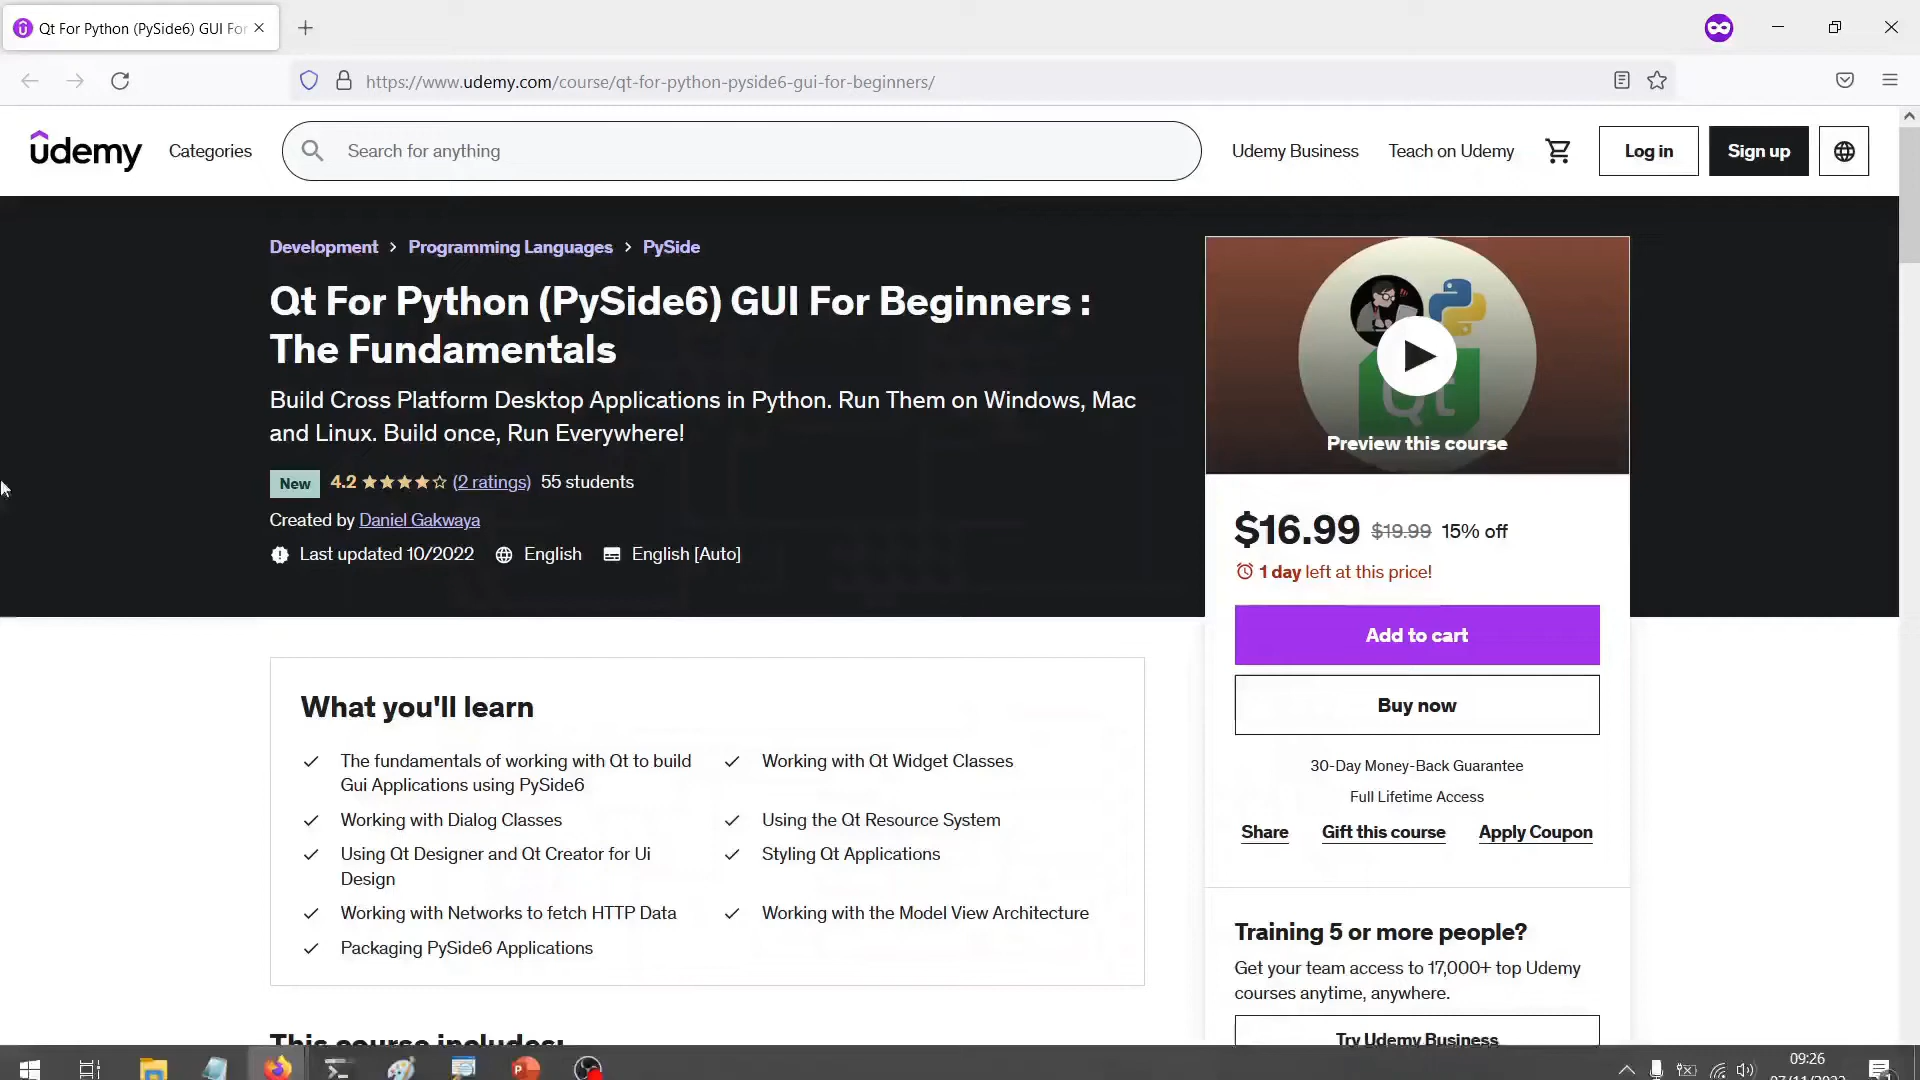 Qt For Python (PySide6) GUI For
https://www.udemy.com/course/qt-for-python-pyside6-gui-for-beginners/
udemy
Categories
Search for anything
Udemy Business
Teach on Udemy
Log in
Sign up
Development > Programming Languages > PySide
Qt For Python (PySide6) GUI For Beginners :
The Fundamentals
Build Cross Platform Desktop Applications in Python. Run Them on Windows, Mac
and Linux. Build once, Run Everywhere!
New 4.2 (2 ratings) 55 students
Created by Daniel Gakwaya
Last updated 10/2022 English English [Auto]
Qt
Preview this course
$16.99 $19.99 15% off
1 day left at this price!
Add to cart
Buy now
30-Day Money-Back Guarantee
Full Lifetime Access
Share Gift this course Apply Coupon
Training 5 or more people?
Get your team access to 17,000+ top Udemy
courses anytime, anywhere.
Try Udemy Business
What you'll learn
The fundamentals of working with Qt to build
Gui Applications using PySide6
Working with Qt Widget Classes
Working with Dialog Classes
Using the Qt Resource System
Using Qt Designer and Qt Creator for Ui
Design
Styling Qt Applications
Working with Networks to fetch HTTP Data
Working with the Model View Architecture
Packaging PySide6 Applications
This course includes:
09:26